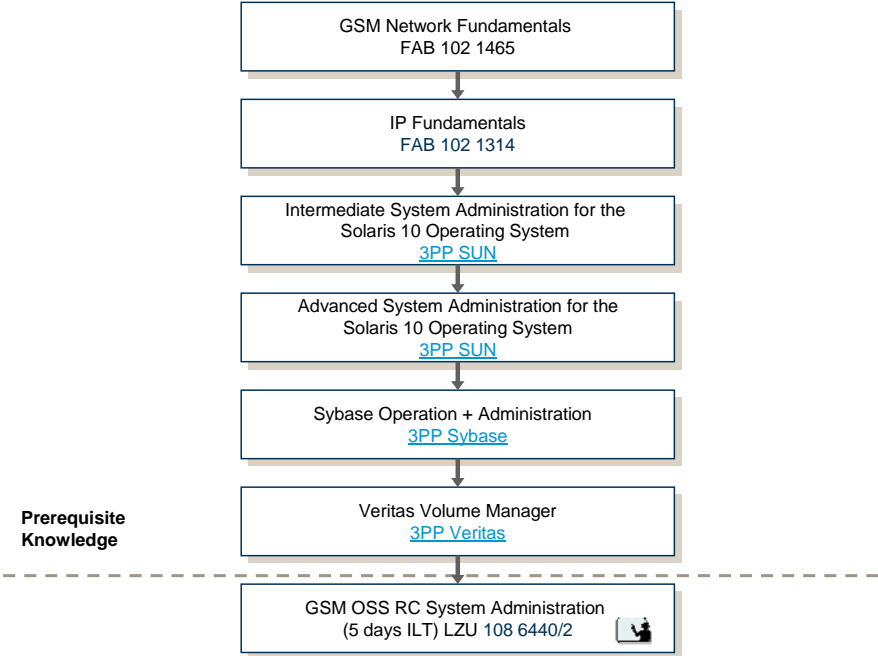 GSM Network Fundamentals
FAB 102 1465
IP Fundamentals
FAB 102 1314
Intermediate System Administration for the
Solaris 10 Operating System
3PP SUN
Advanced System Administration for the
Solaris 10 Operating System
3PP SUN
Sybase Operation + Administration
3PP Sybase
Veritas Volume Manager
3PP Veritas
Prerequisite
Knowledge
GSM OSS RC System Administration
(5 days ILT) LZU 108 6440/2